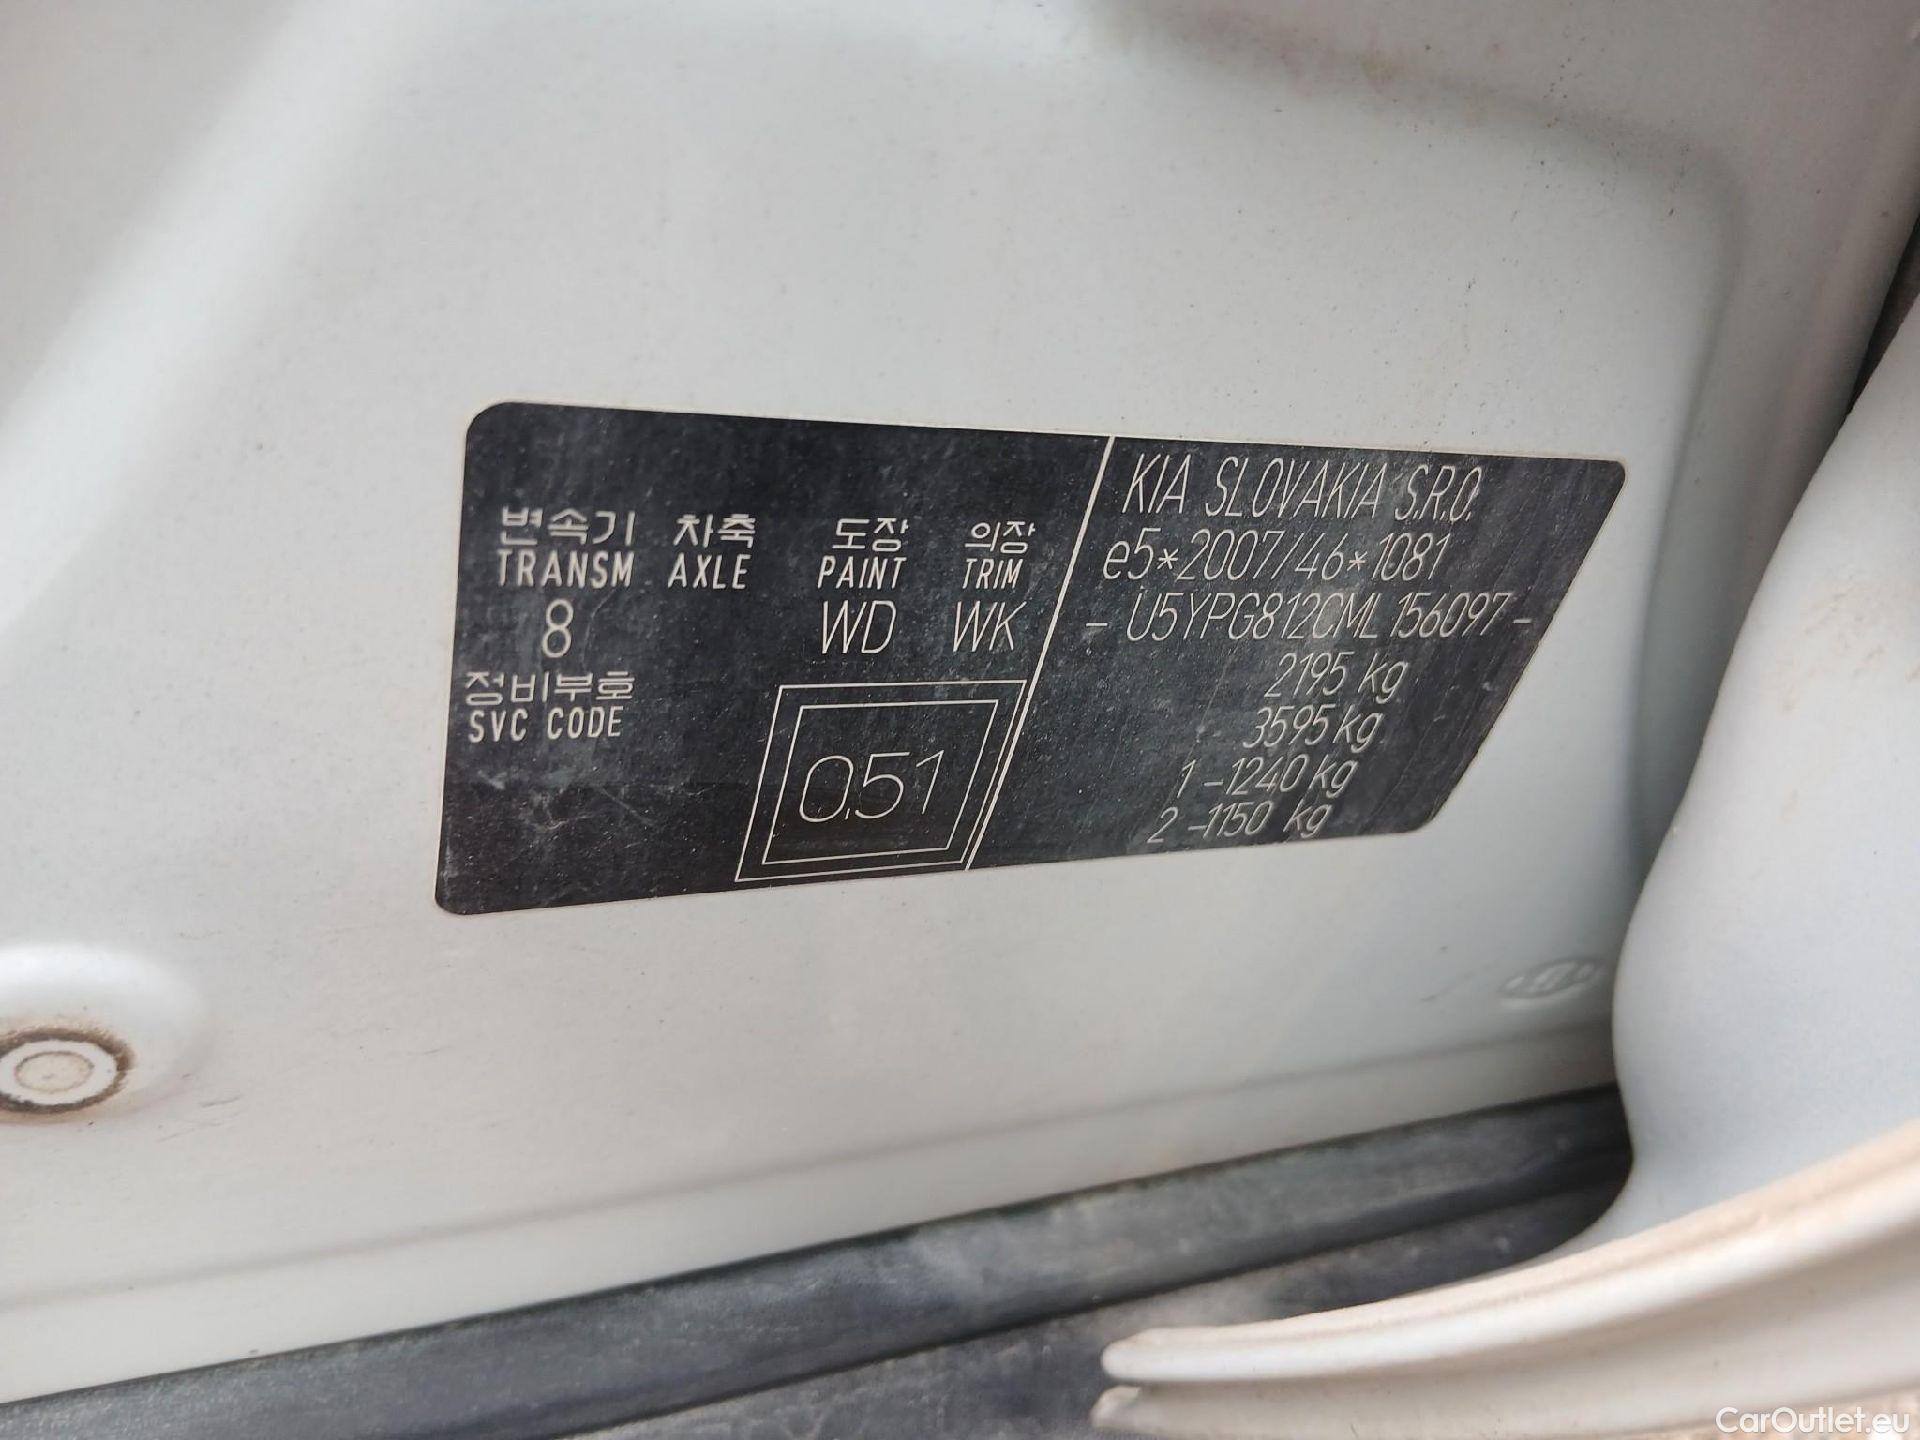 변속기 차축 도장 의장
TRANSM AXLE PAINT TRIM
8 WD WK
정비부호
SVC CODE
0.51
KIA SLOVAKIA S.R.O.
e5*2007/46*1081
- U5YPG812CML156097 -
2195 kg
3595 kg
1 - 1240 kg
2 - 1150 kg
CarOutlet.eu